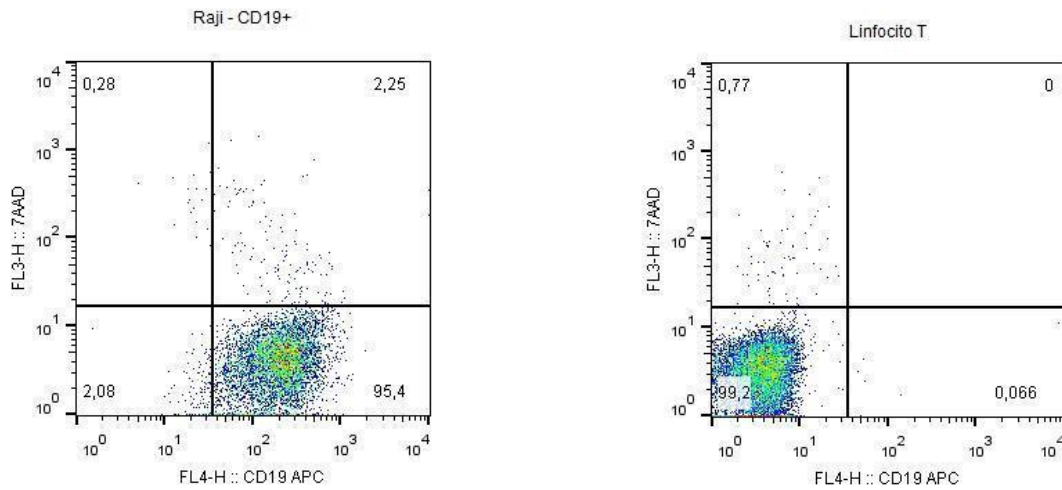 Raji - CD19+
10^4
10^3
10^2
10^1
10^0
0,28
2,25
2,08
95,4
10^0 10^1 10^2 10^3 10^4
FL3-H :: 7AAD
FL4-H :: CD19 APC
Linfocito T
10^4
10^3
10^2
10^1
10^0
0,77
0
99,2
0,066
10^0 10^1 10^2 10^3 10^4
FL3-H :: 7AAD
FL4-H :: CD19 APC